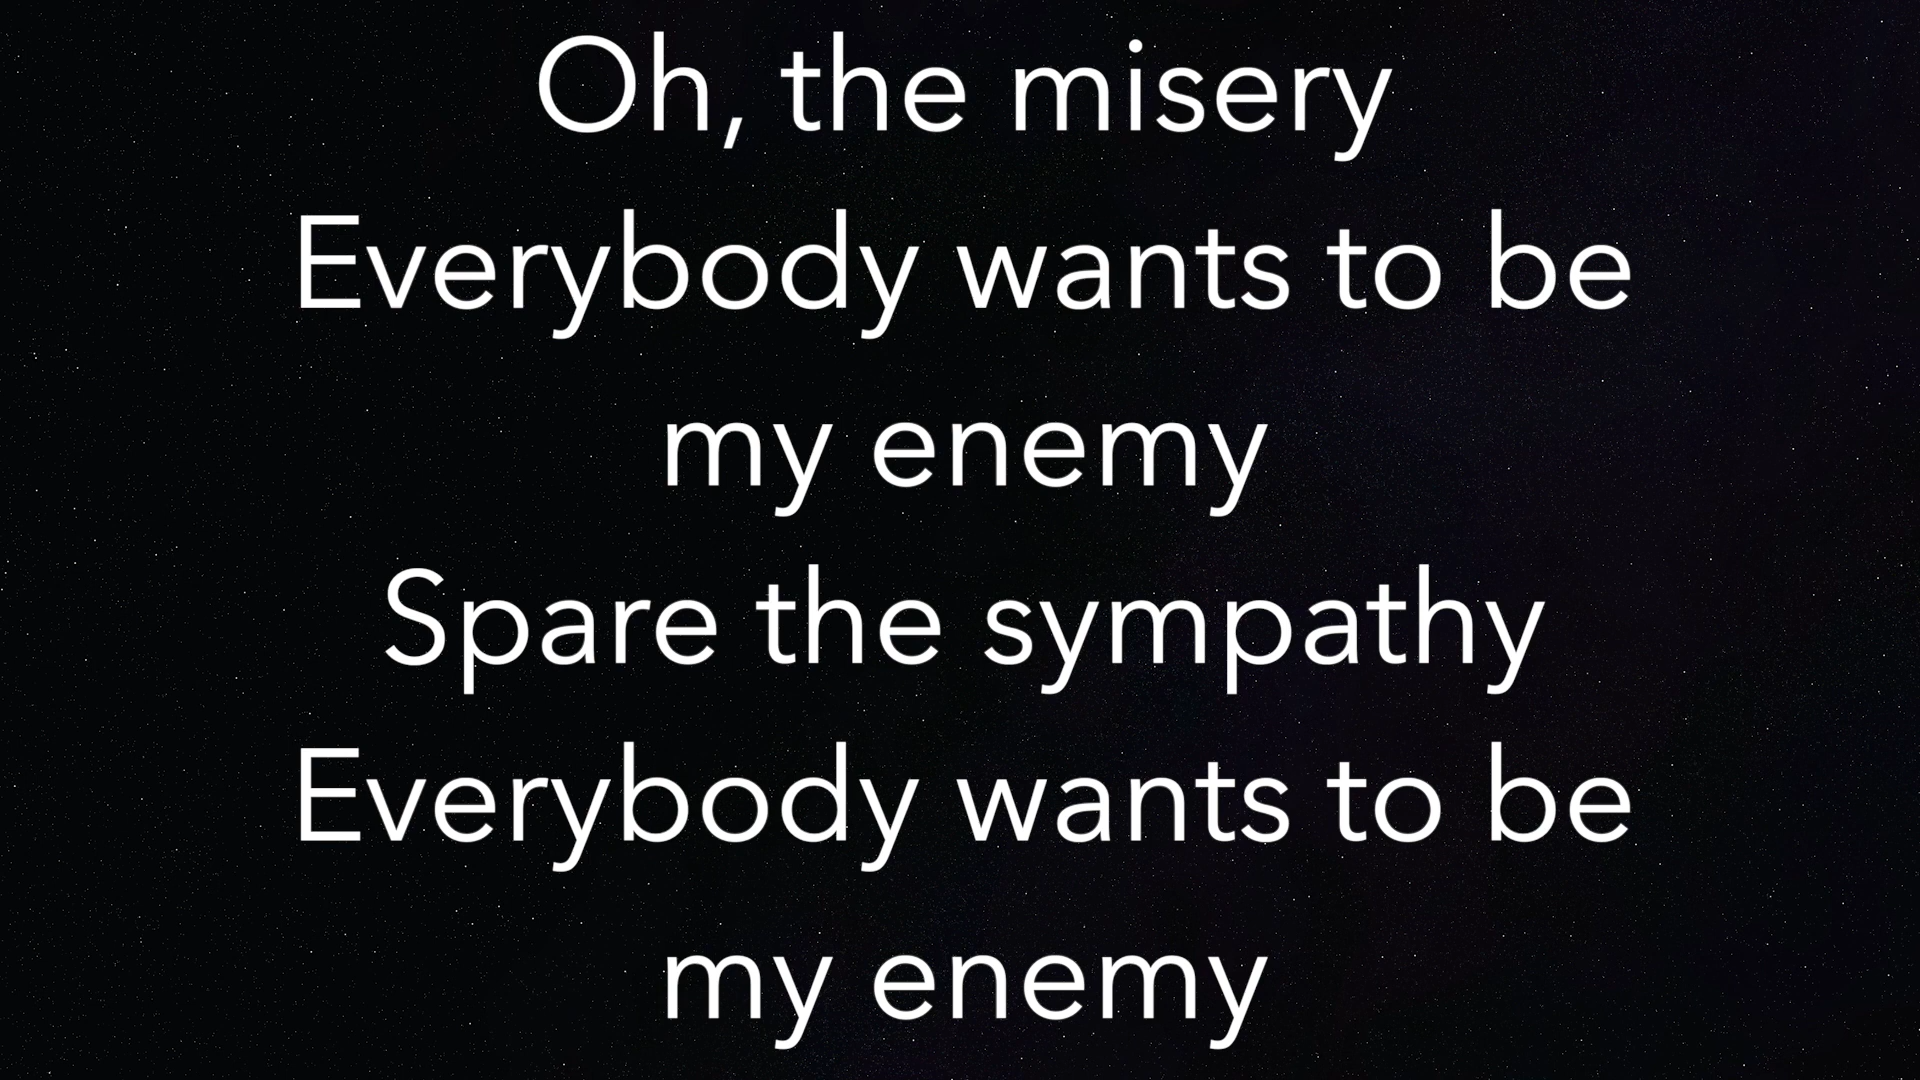 Oh, the misery
Everybody wants to be
my enemy
Spare the sympathy
Everybody wants to be
my enemy